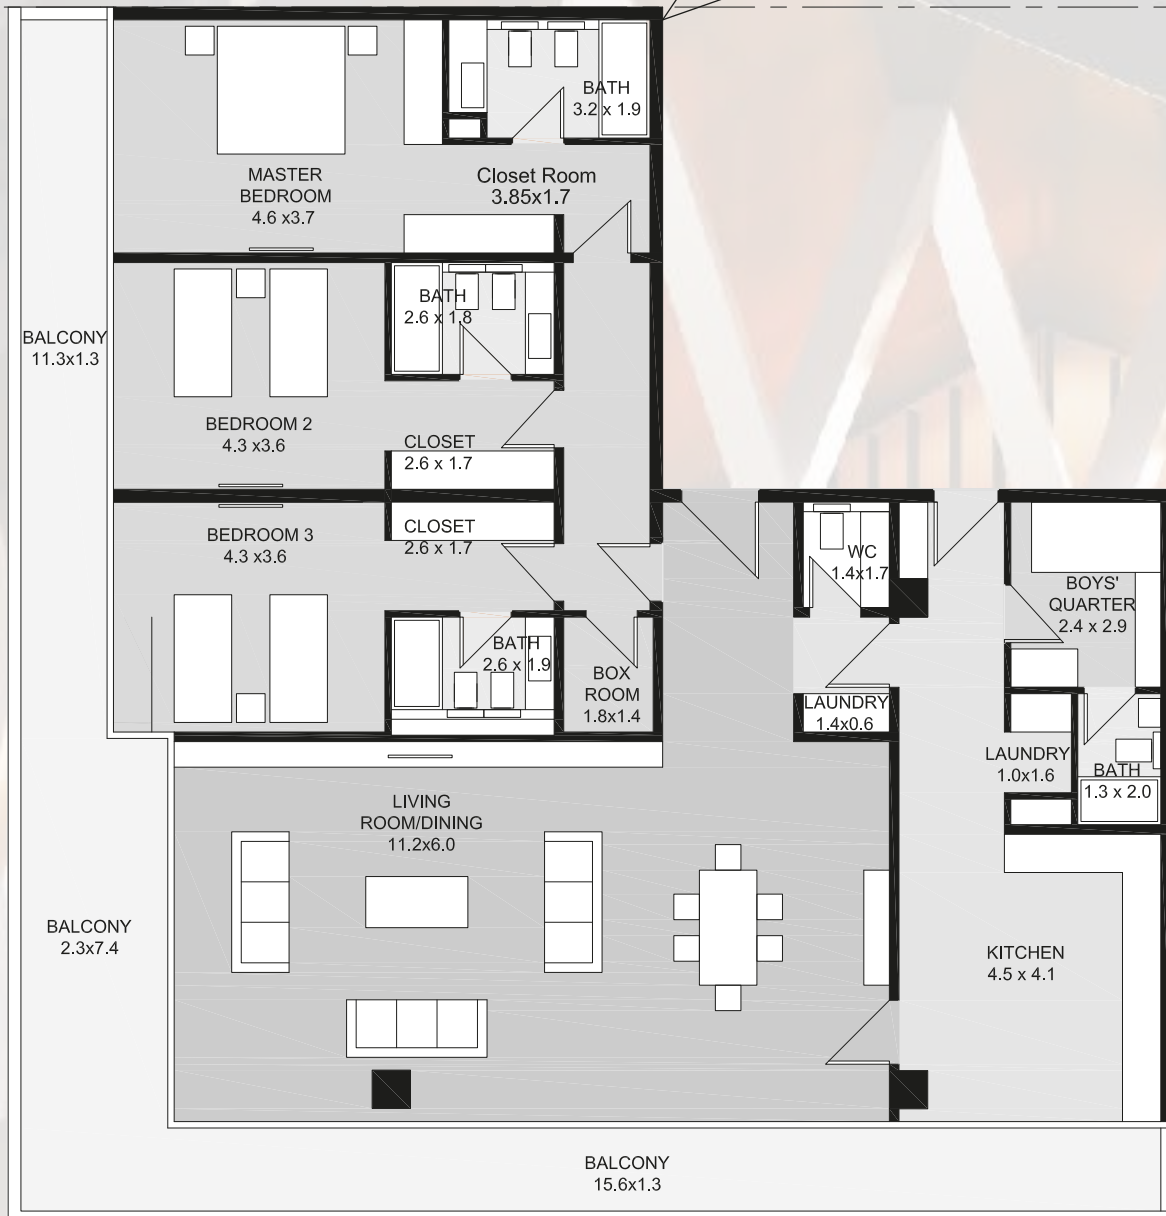 BATH
3.2 x 1.9
MASTER
BEDROOM
4.6 x3.7
Closet Room
3.85x1.7
BALCONY
11.3x1.3
BATH
2.6 x 1.8
BEDROOM 2
4.3 x3.6
CLOSET
2.6 x 1.7
BEDROOM 3
4.3 x3.6
CLOSET
2.6 x 1.7
WC
1.4x1.7
BOYS'
QUARTER
2.4 x 2.9
BATH
2.6 x 1.9
BOX
ROOM
1.8x1.4
LAUNDRY
1.4x0.6
LAUNDRY
1.0x1.6
BATH
1.3 x 2.0
LIVING
ROOM/DINING
11.2x6.0
BALCONY
2.3x7.4
KITCHEN
4.5 x 4.1
BALCONY
15.6x1.3